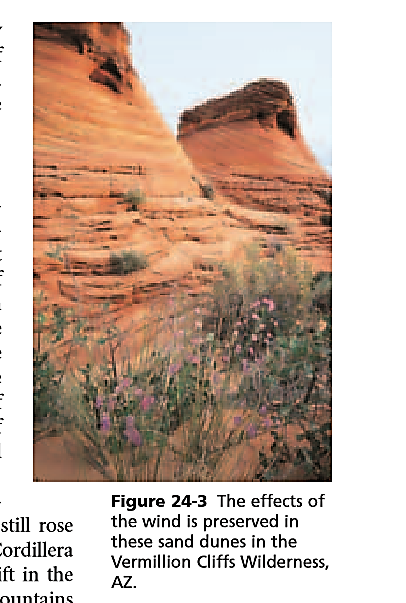 Figure 24-3 The effects of
the wind is preserved in
these sand dunes in the
Vermillion Cliffs Wilderness,
AZ.
still rose
Cordillera
ift in the
ountains